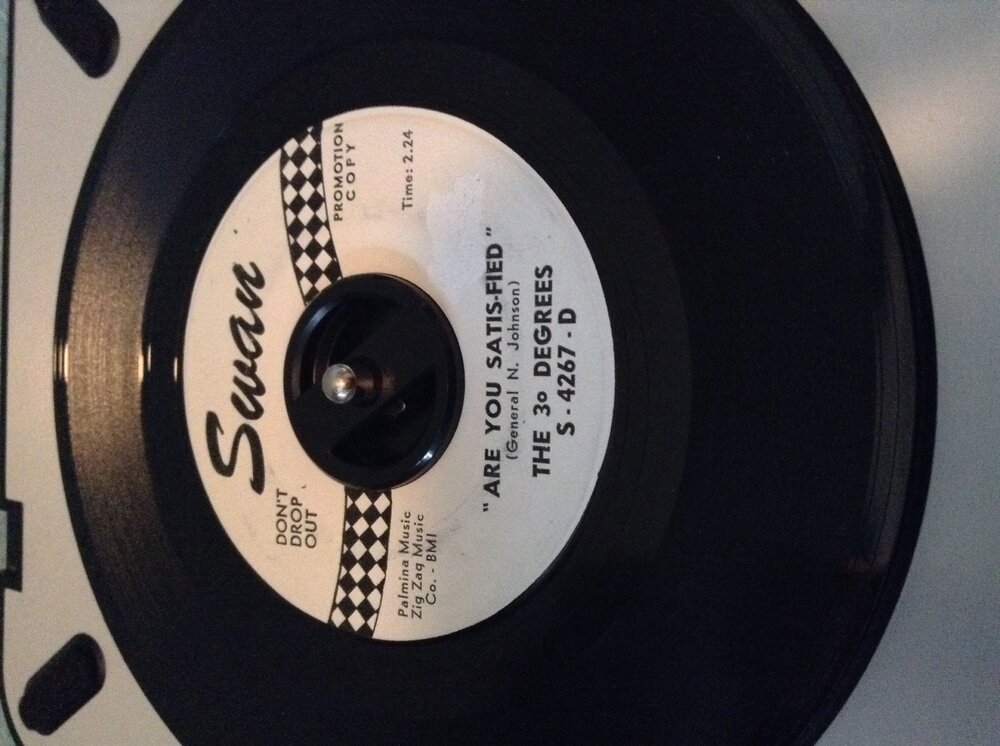 Swan
DON'T
DROP
OUT
PROMOTION
COPY
Palmina Music
Zig Zag Music
Co. - BMI
Time: 2.24
"ARE YOU SATIS-FIED"
(General N. Johnson)
THE 3º DEGREES
S - 4267 - D